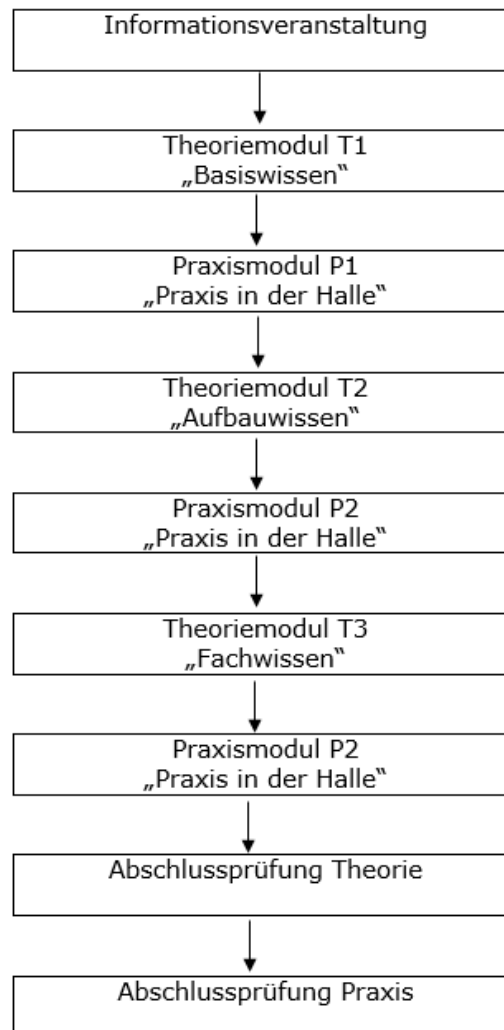 Informationsveranstaltung
Theoriemodul T1
„Basiswissen“
Praxismodul P1
„Praxis in der Halle“
Theoriemodul T2
„Aufbauwissen“
Praxismodul P2
„Praxis in der Halle“
Theoriemodul T3
„Fachwissen“
Praxismodul P2
„Praxis in der Halle“
Abschlussprüfung Theorie
Abschlussprüfung Praxis